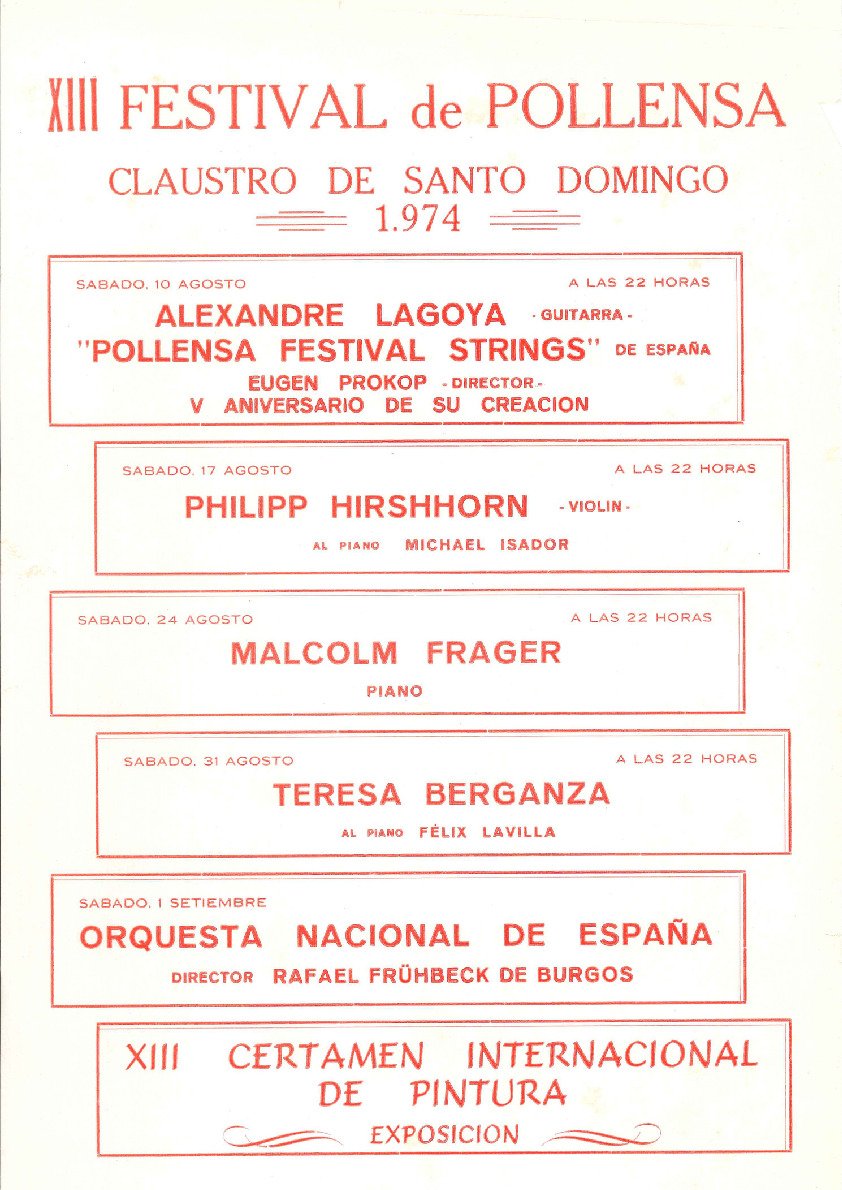 XIII FESTIVAL de POLLENSA
CLAUSTRO DE SANTO DOMINGO
1.974
SABADO, 10 AGOSTO A LAS 22 HORAS
ALEXANDRE LAGOYA - GUITARRA -
"POLLENSA FESTIVAL STRINGS" DE ESPAÑA
EUGEN PROKOP - DIRECTOR -
V ANIVERSARIO DE SU CREACION
SABADO, 17 AGOSTO A LAS 22 HORAS
PHILIPP HIRSHHORN - VIOLIN -
AL PIANO MICHAEL ISADOR
SABADO, 24 AGOSTO A LAS 22 HORAS
MALCOLM FRAGER
PIANO
SABADO, 31 AGOSTO A LAS 22 HORAS
TERESA BERGANZA
AL PIANO FÉLIX LAVILLA
SABADO, 1 SETIEMBRE
ORQUESTA NACIONAL DE ESPAÑA
DIRECTOR RAFAEL FRÜHBECK DE BURGOS
XIII CERTAMEN INTERNACIONAL
DE PINTURA
EXPOSICION